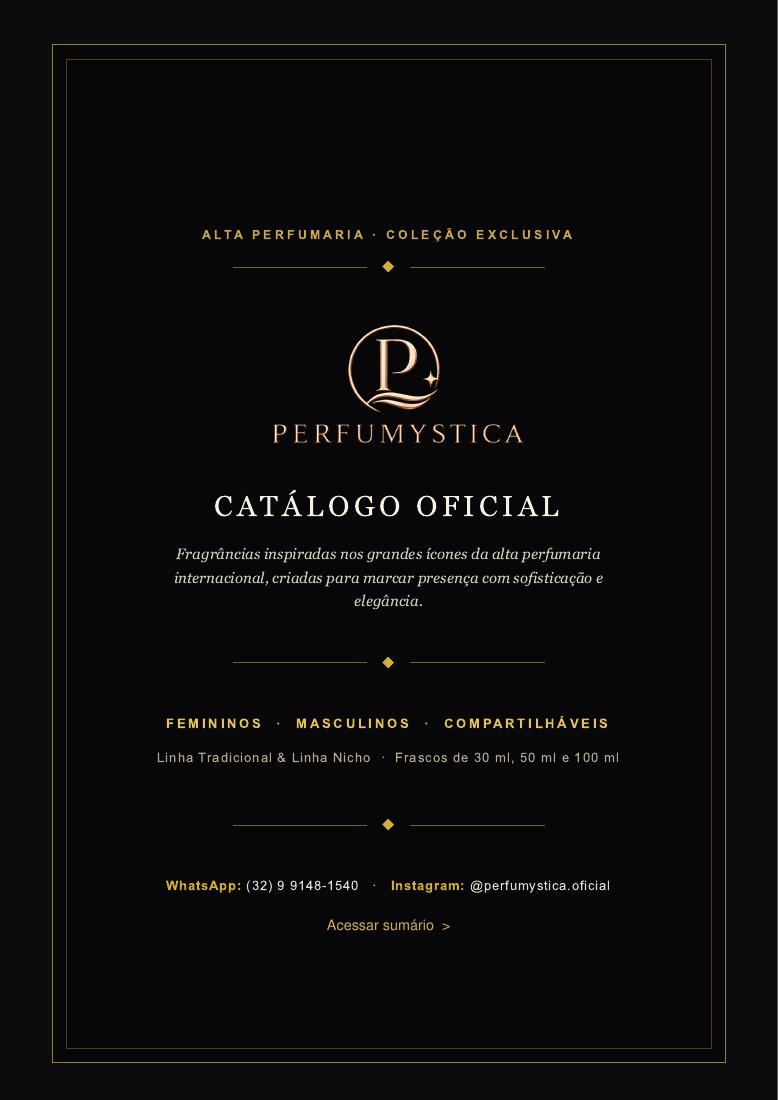 ALTA PERFUMARIA · COLEÇÃO EXCLUSIVA
P
PERFUMYSTICA
CATÁLOGO OFICIAL
Fragrâncias inspiradas nos grandes ícones da alta perfumaria
internacional, criadas para marcar presença com sofisticação e
elegância.
FEMININOS · MASCULINOS · COMPARTILHÁVEIS
Linha Tradicional & Linha Nicho · Frascos de 30 ml, 50 ml e 100 ml
WhatsApp: (32) 9 9148-1540 · Instagram: @perfumystica.oficial
Acessar sumário >